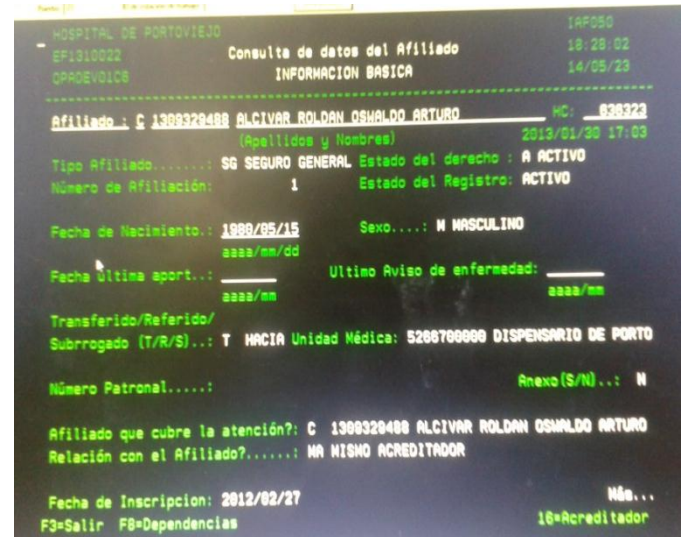 HOSPITAL DE PORTOVIEJO IAF050
EF1310022 Consulta de datos del Afiliado 18:28:02
QPADEV01C8 INFORMACION BASICA 14/05/23
Afiliado : C 1309329488 ALCIVAR ROLDAN OSWALDO ARTURO HC: 636323
(Apellidos y Nombres) 2013/01/30 17:03
Tipo Afiliado.......: SG SEGURO GENERAL Estado del derecho : A ACTIVO
Número de Afiliación: 1 Estado del Registro: ACTIVO
Fecha de Nacimiento.: 1980/05/15 Sexo....: M MASCULINO
aaaa/mm/dd
Fecha última aport..: Ultimo Aviso de enfermedad:
aaaa/mm aaaa/mm
Transferido/Referido/
Subrrogado (T/R/S)..: T HACIA Unidad Médica: 5266700000 DISPENSARIO DE PORTO
Número Patronal.....: Anexo(S/N)..: N
Afiliado que cubre la atención?: C 1309329488 ALCIVAR ROLDAN OSWALDO ARTURO
Relación con el Afiliado?......: MA MISMO ACREDITADOR
Fecha de Inscripcion: 2012/02/27 Más...
F3=Salir F8=Dependencias 16=Acreditador